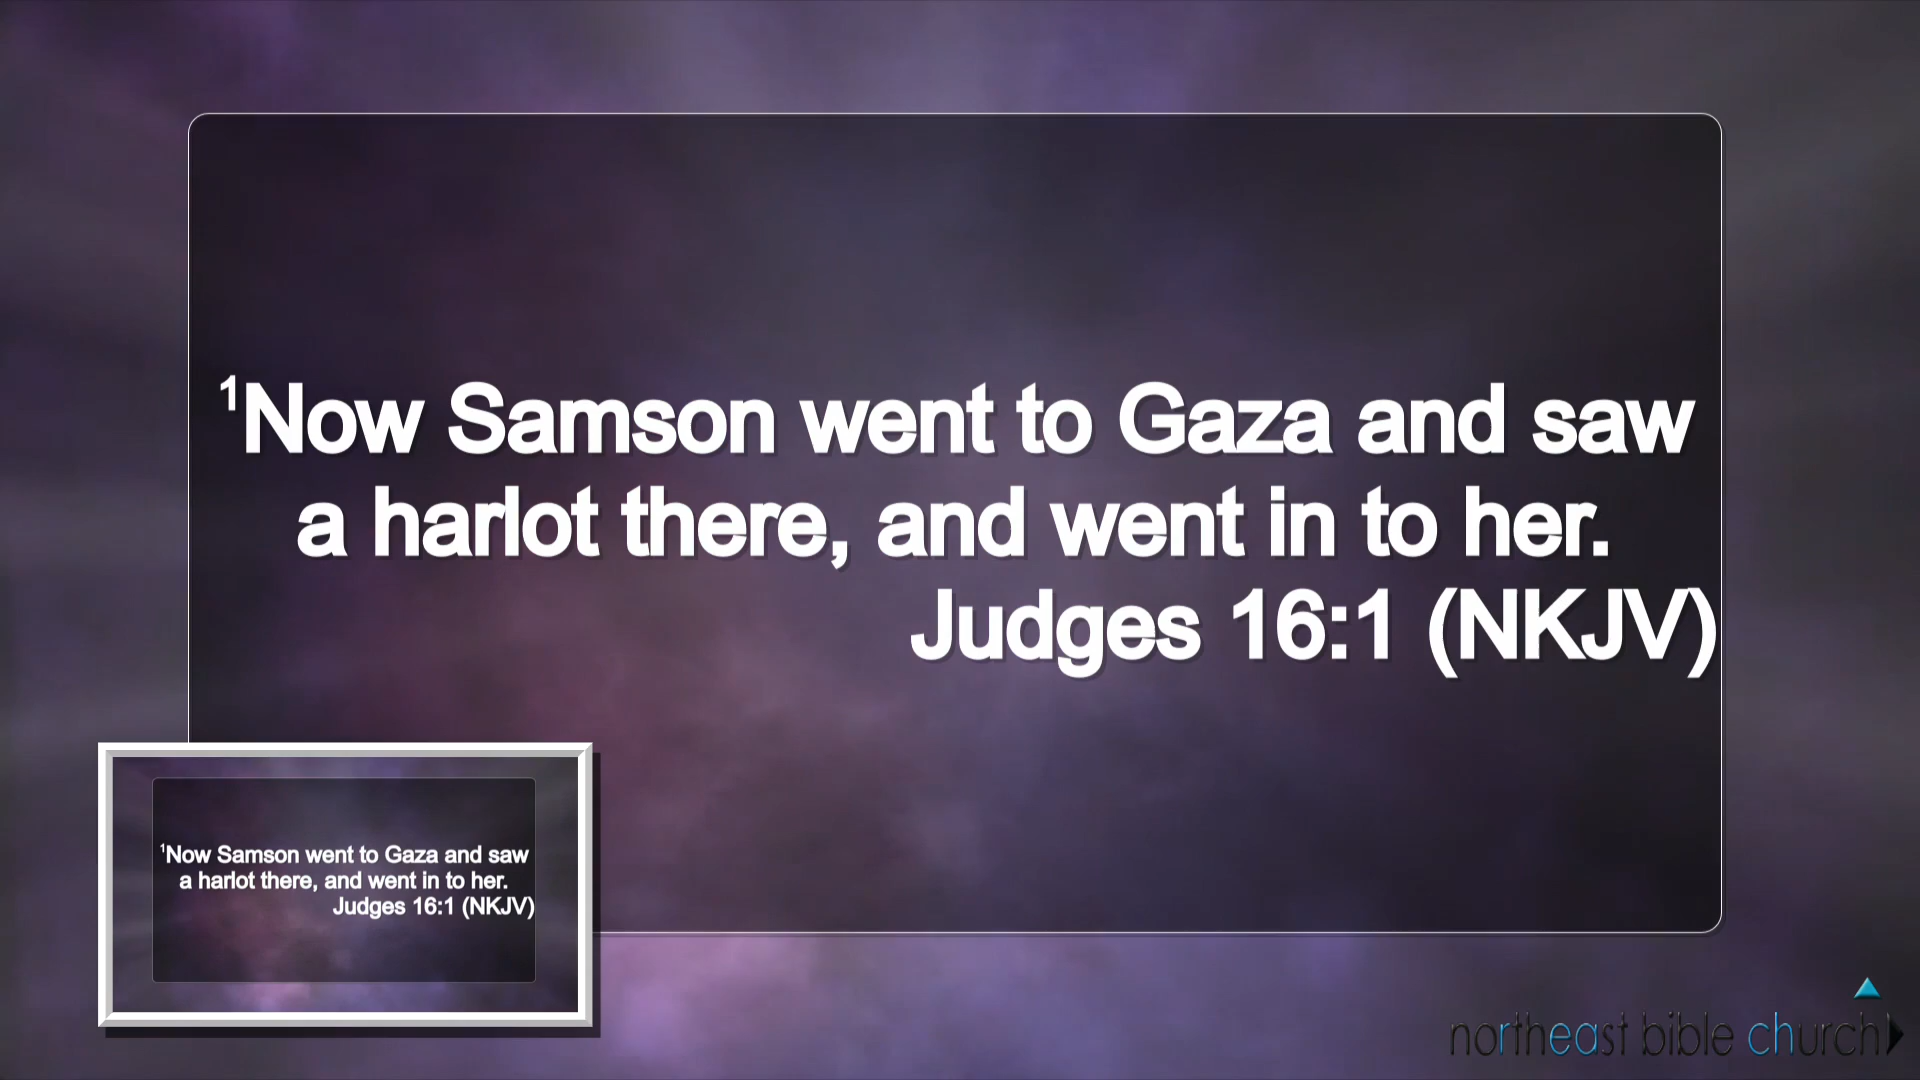 ¹Now Samson went to Gaza and saw
a harlot there, and went in to her.
Judges 16:1 (NKJV)
¹Now Samson went to Gaza and saw
a harlot there, and went in to her.
Judges 16:1 (NKJV)
northeast bible church